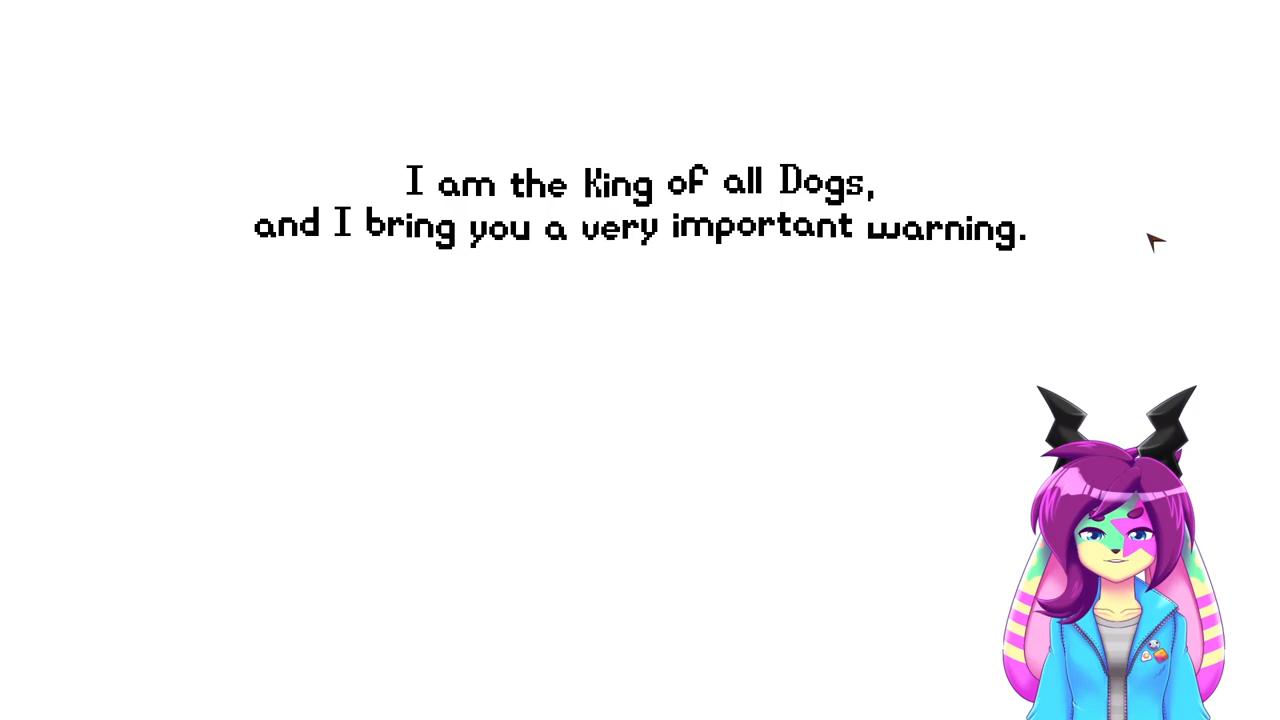 I am the King of all Dogs,
and I bring you a very important warning.